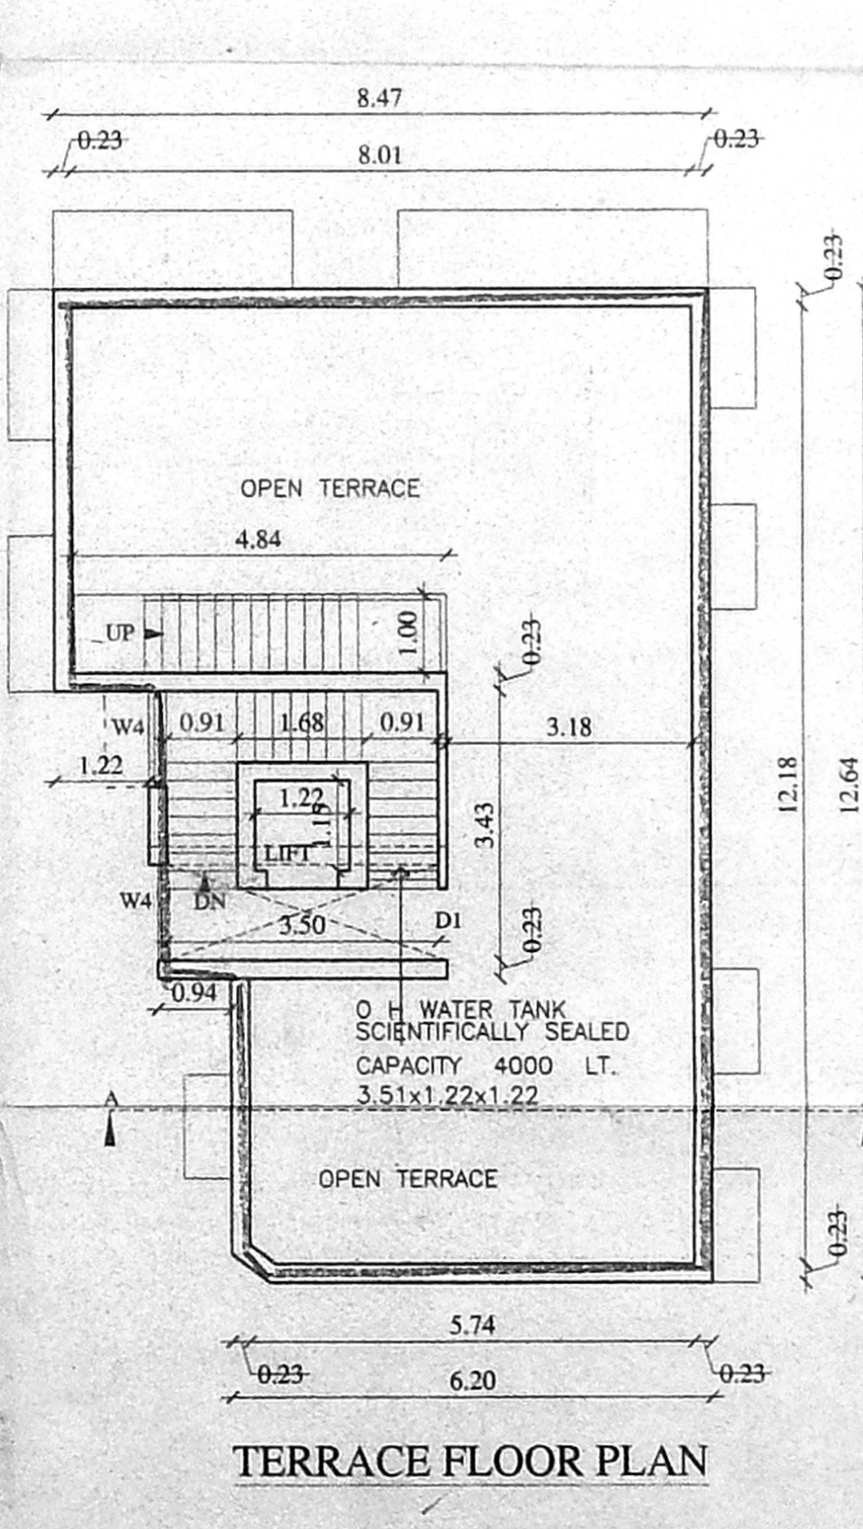 8.47
0.23
0.23
8.01
0.23
OPEN TERRACE
4.84
UP
1.00
0.23
W4
0.91
1.68
0.91
3.18
1.22
12.18
12.64
1.22
3.43
LIFT
W4
DN
3.50
D1
0.23
0.94
O H WATER TANK
SCIENTIFICALLY SEALED
CAPACITY 4000 LT.
3.51x1.22x1.22
A
OPEN TERRACE
0.23
5.74
0.23
0.23
6.20
TERRACE FLOOR PLAN